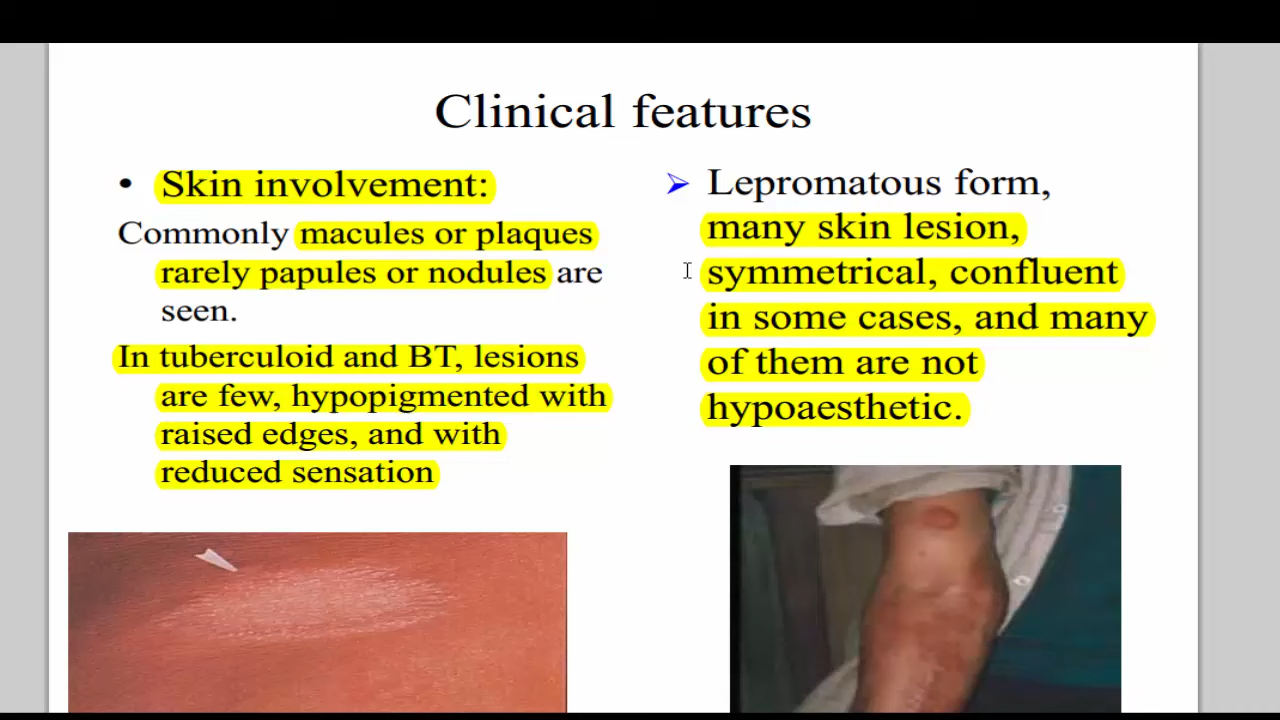 Clinical features
• Skin involvement:
Commonly macules or plaques
rarely papules or nodules are
seen.
In tuberculoid and BT, lesions
are few, hypopigmented with
raised edges, and with
reduced sensation
➢ Lepromatous form,
many skin lesion,
symmetrical, confluent
in some cases, and many
of them are not
hypoaesthetic.